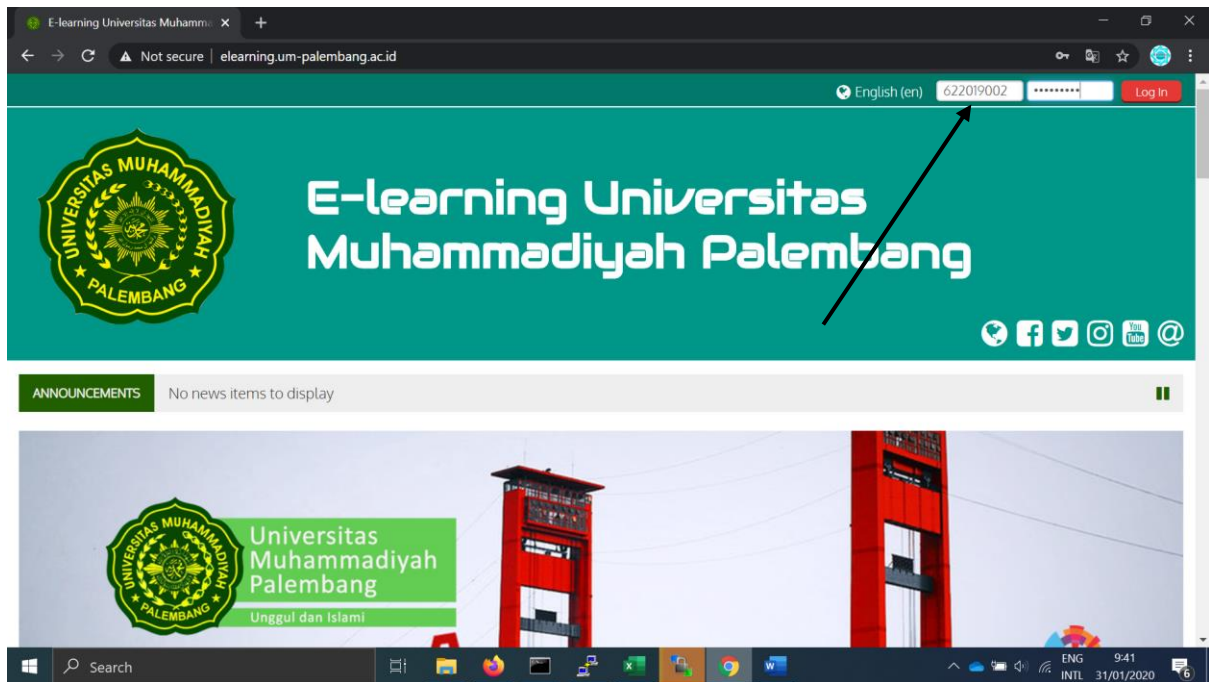 E-learning Universitas Muhamma
Not secure | elearning.um-palembang.ac.id
English (en) 622019002 ••••••••• Log In
UNIVERSITAS MUHAMMADIYAH
PALEMBANG
E-learning Universitas
Muhammadiyah Palembang
You
Tube
ANNOUNCEMENTS No news items to display
UNIVERSITAS MUHAMMADIYAH
PALEMBANG
Universitas
Muhammadiyah
Palembang
Unggul dan Islami
Search
ENG 9:41
INTL 31/01/2020 6